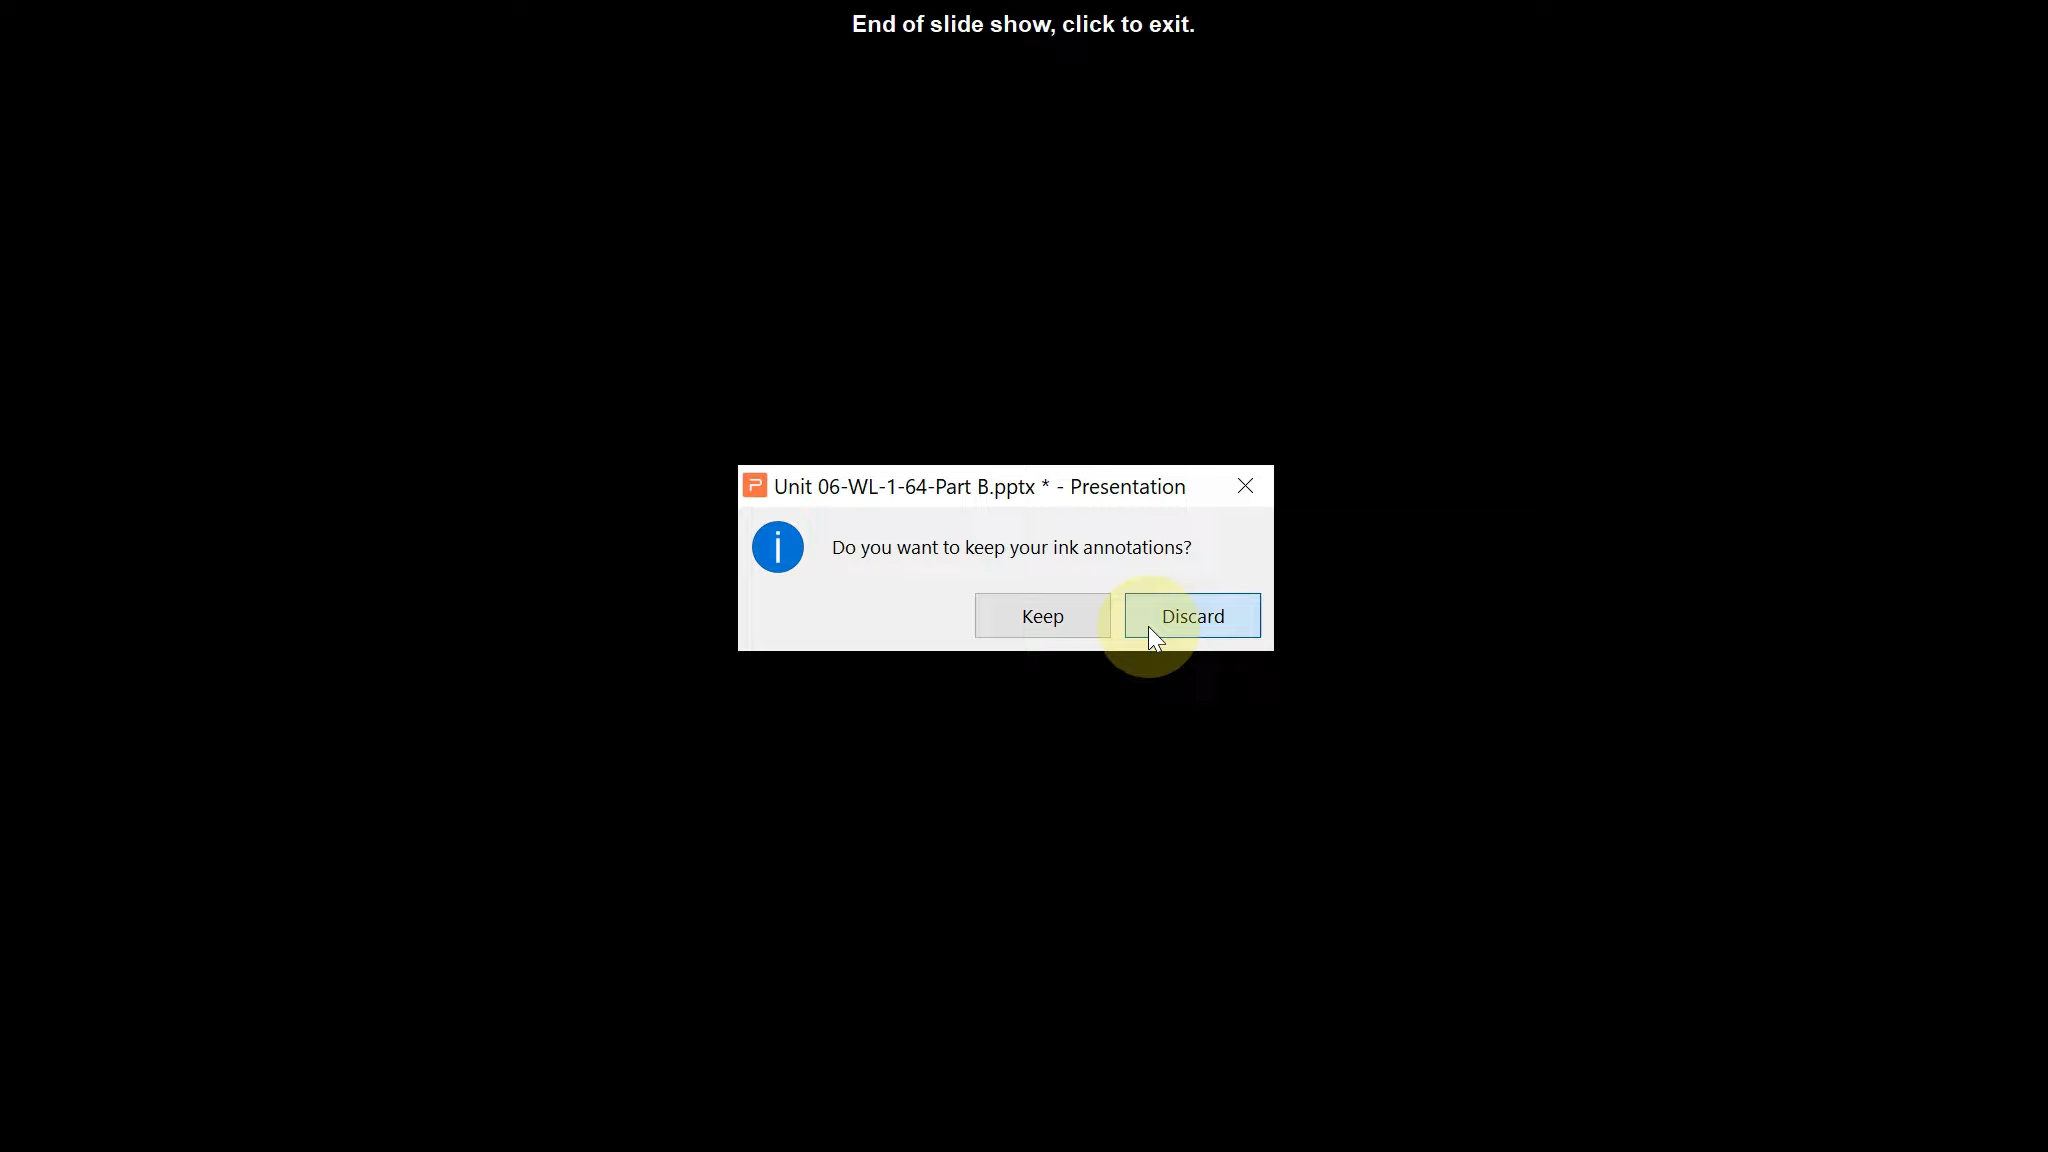 End of slide show, click to exit.
Unit 06-WL-1-64-Part B.pptx * - Presentation
Do you want to keep your ink annotations?
Keep
Discard